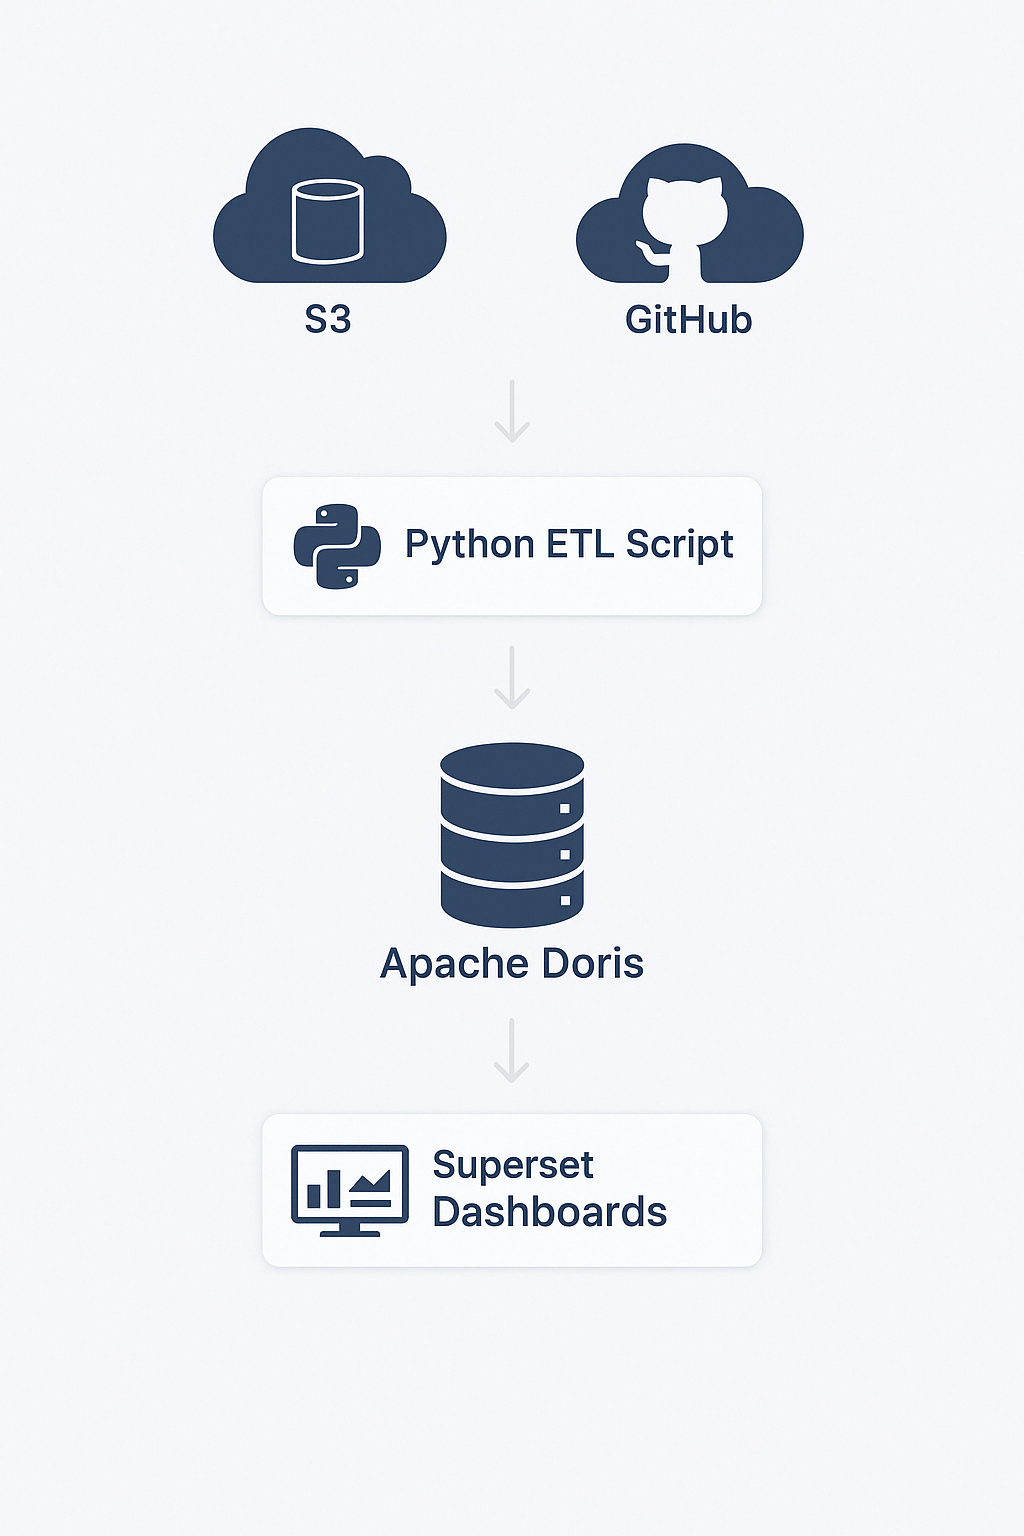 S3
GitHub
Python ETL Script
Apache Doris
Superset
Dashboards